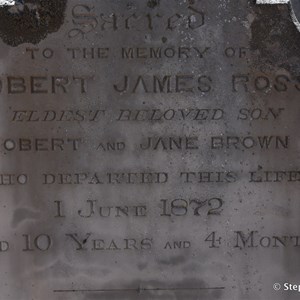 Sacred
TO THE MEMORY OF
OBERT JAMES ROSS
ELDEST BELOVED SON
OBERT AND JANE BROWN
HO DEPARTED THIS LIFE
1 JUNE 1872
D 10 YEARS AND 4 MONT
© Step